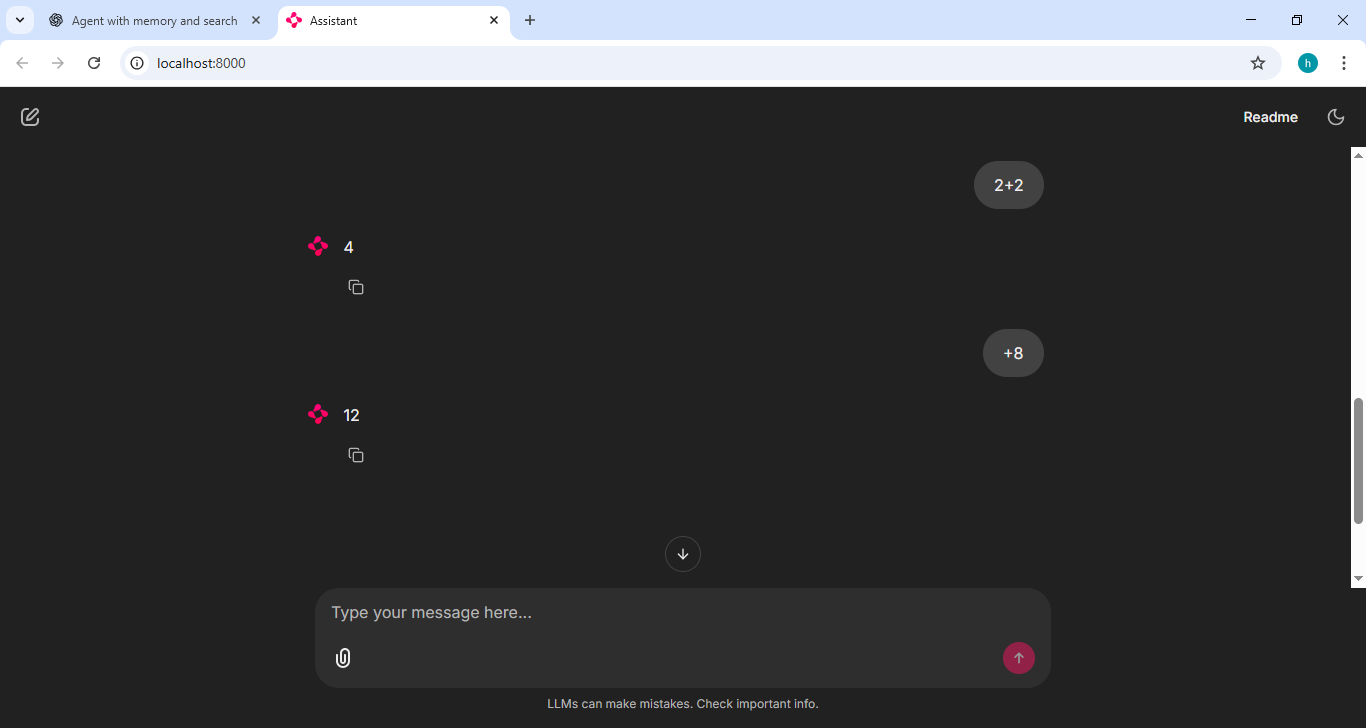 Agent with memory and search
Assistant
localhost:8000
h
Readme
2+2
4
+8
12
Type your message here...
LLMs can make mistakes. Check important info.